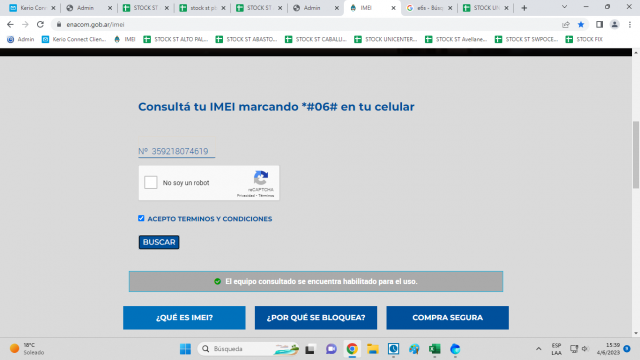 Kerio Connect Clien
Admin
STOCK ST
stock st pl
STOCK ST
Admin
IMEI
STOCK UN
enacom.gob.ar/imei
Admin
Kerio Connect Clien...
IMEI
STOCK ST ALTO PAL...
STOCK ST ABASTO...
STOCK ST CABALLI...
STOCK UNICENTER...
STOCK ST Avellane...
STOCK ST SWPOCE...
STOCK FIX
Consultá tu IMEI marcando *#06# en tu celular
Nº 359218074619
No soy un robot
reCAPTCHA
Privacidad - Términos
ACEPTO TERMINOS Y CONDICIONES
BUSCAR
El equipo consultado se encuentra habilitado para el uso.
¿QUÉ ES IMEI?
¿POR QUÉ SE BLOQUEA?
COMPRA SEGURA
18°C
Soleado
Búsqueda
ESP
LAA
15:39
4/6/2023